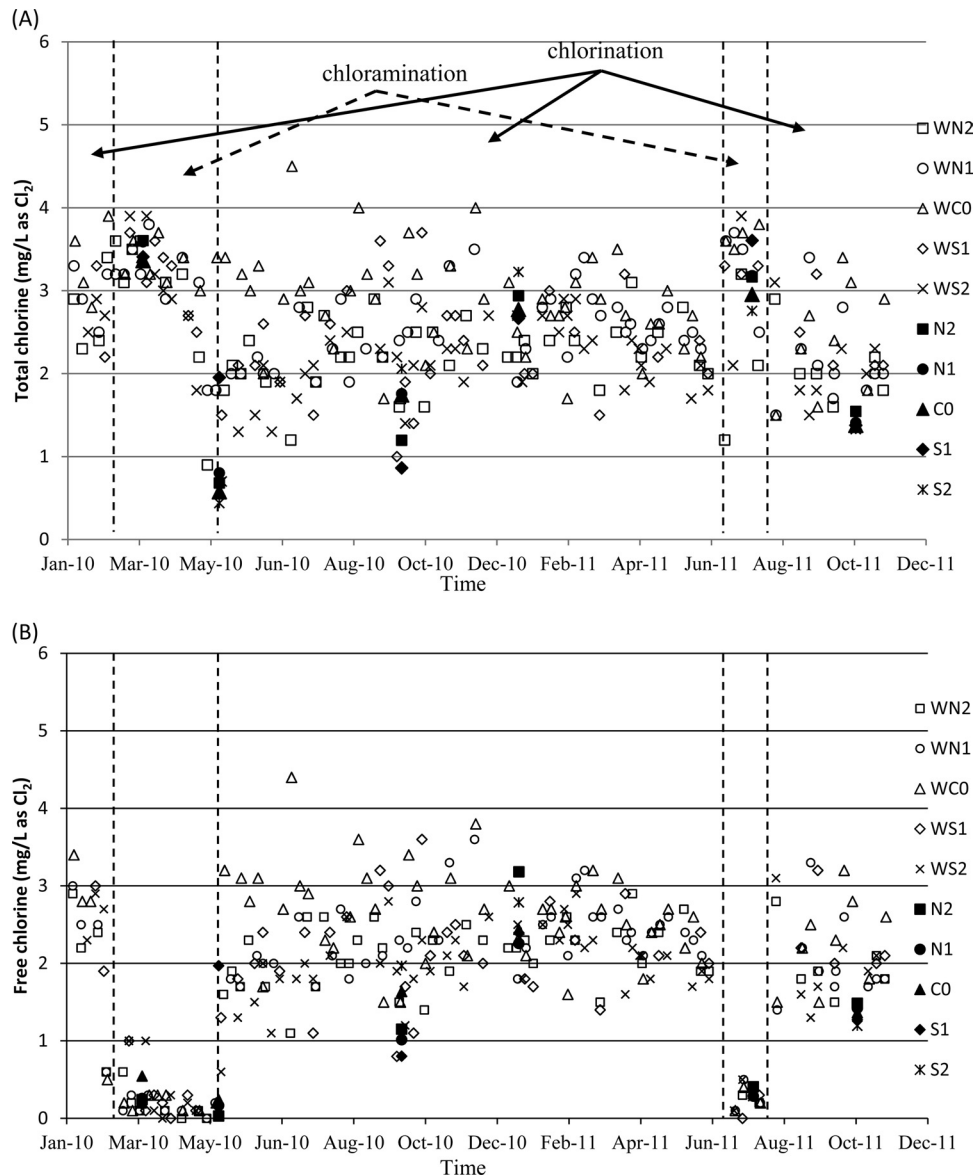 (A)
6
5
4
3
2
1
0
Total chlorine (mg/L as Cl2)
chlorination
chloramination
Jan-10 Mar-10 May-10 Jun-10 Aug-10 Oct-10 Dec-10 Feb-11 Apr-11 Jun-11 Aug-11 Oct-11 Dec-11
Time
WN2
WN1
WC0
WS1
WS2
N2
N1
C0
S1
S2
(B)
6
5
4
3
2
1
0
Free chlorine (mg/L as Cl2)
Jan-10 Mar-10 May-10 Jun-10 Aug-10 Oct-10 Dec-10 Feb-11 Apr-11 Jun-11 Aug-11 Oct-11 Dec-11
Time
WN2
WN1
WC0
WS1
WS2
N2
N1
C0
S1
S2